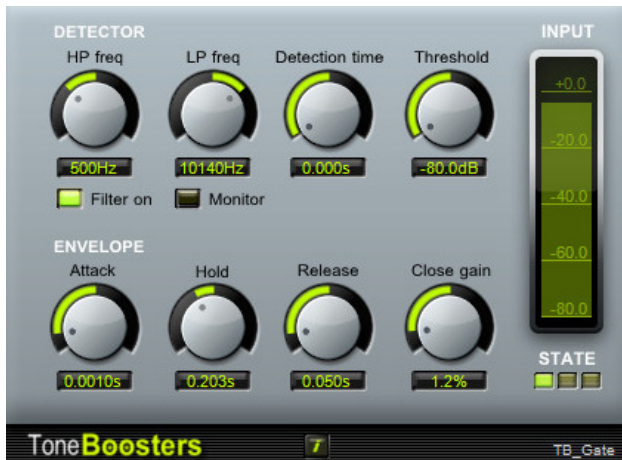 DETECTOR
INPUT
HP freq
LP freq
Detection time
Threshold
500Hz
10140Hz
0.000s
-80.0dB
Filter on
Monitor
+0.0
-20.0
-40.0
-60.0
-80.0
ENVELOPE
Attack
Hold
Release
Close gain
0.0010s
0.203s
0.050s
1.2%
STATE
ToneBoosters
TB_Gate